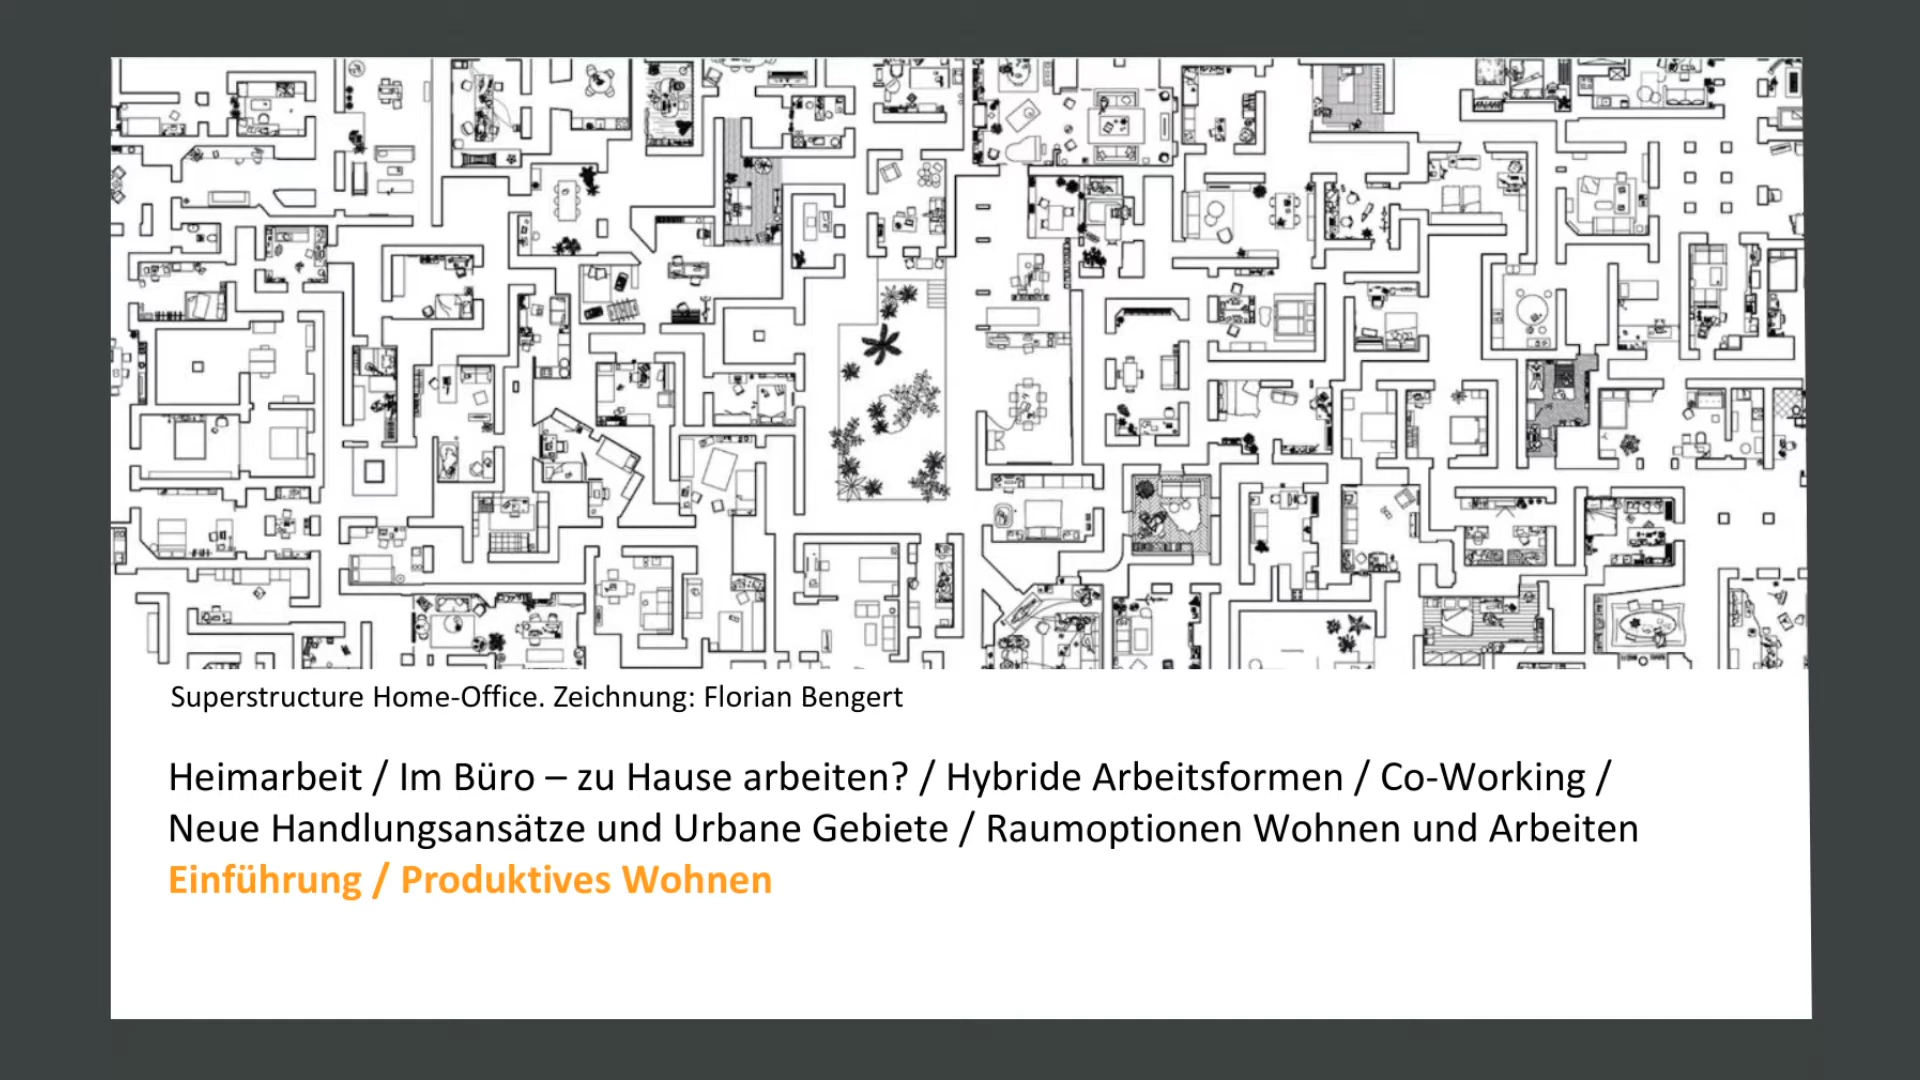 Superstructure Home-Office. Zeichnung: Florian Bengert
Heimarbeit / Im Büro – zu Hause arbeiten? / Hybride Arbeitsformen / Co-Working /
Neue Handlungsansätze und Urbane Gebiete / Raumoptionen Wohnen und Arbeiten
Einführung / Produktives Wohnen